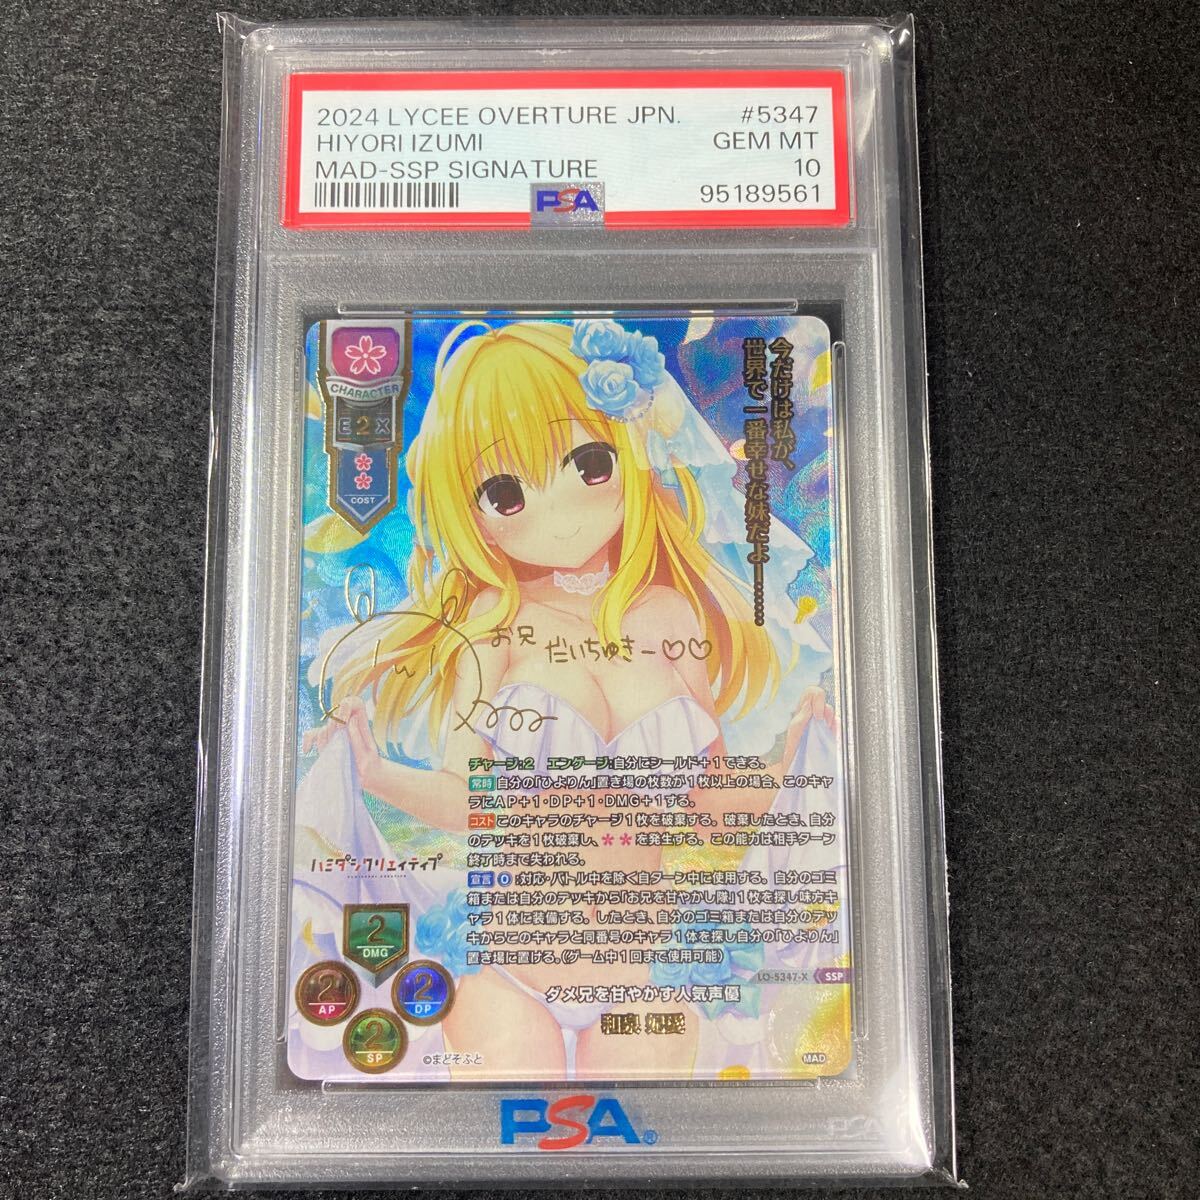 2024 LYCEE OVERTURE JPN. #5347
HIYORI IZUMI GEM MT
MAD-SSP SIGNATURE 10
PSA 95189561
CHARACTER
E 2 X
COST
今だけは私が、
世界で一番幸せな妹だよー……
お兄 だいちゅきー♡♡
チャージ:2 エンゲージ:自分にシールド+1できる。
常時 自分の「ひよりん」置き場の枚数が1枚以上の場合、このキャ
ラにAP+1・DP+1・DMG+1する。
コスト このキャラのチャージ1枚を破棄する。破棄したとき、自分
のデッキを1枚破棄し、**を発生する。この能力は相手ターン
終了時まで失われる。
宣言 0:対応・バトル中を除く自ターン中に使用する。自分のゴミ
箱または自分のデッキから「お兄を甘やかし隊」1枚を探し味方キ
ャラ1体に装備する。したとき、自分のゴミ箱または自分のデッ
キからこのキャラと同番号のキャラ1体を探し自分の「ひよりん」
置き場に置ける。(ゲーム中1回まで使用可能)
ハミダシクリエイティブ
2
DMG
2
AP
2
DP
2
SP
LO-5347-X SSP
ダメ兄を甘やかす人気声優
和泉 妃愛
©まどそふと
MAD
PSA